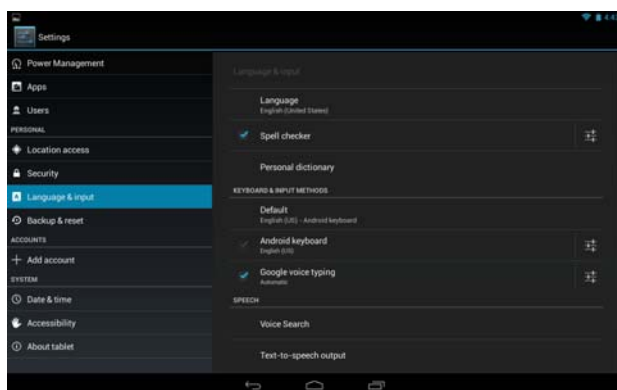 4:43
Settings
Power Management
Apps
Users
PERSONAL
Location access
Security
Language & input
Backup & reset
ACCOUNTS
Add account
SYSTEM
Date & time
Accessibility
About tablet
Language & input
Language
English (United States)
Spell checker
Personal dictionary
KEYBOARD & INPUT METHODS
Default
English (US) - Android keyboard
Android keyboard
English (US)
Google voice typing
Automatic
SPEECH
Voice Search
Text-to-speech output